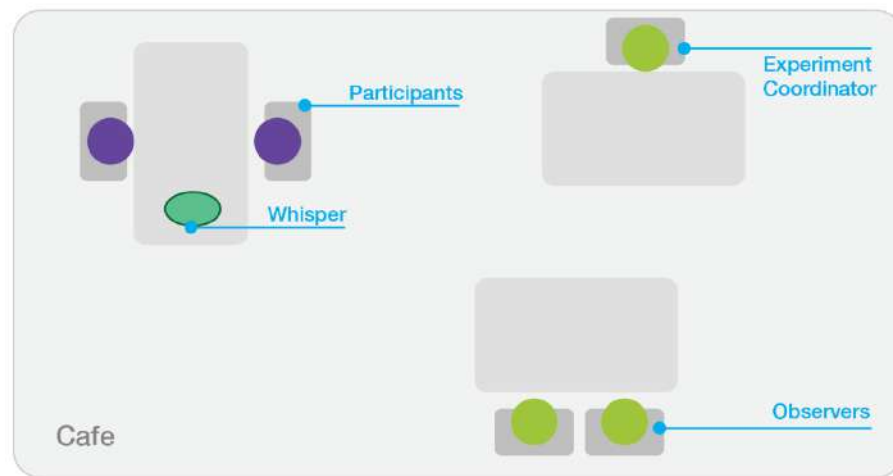 Experiment
Coordinator
Participants
Whisper
Observers
Cafe